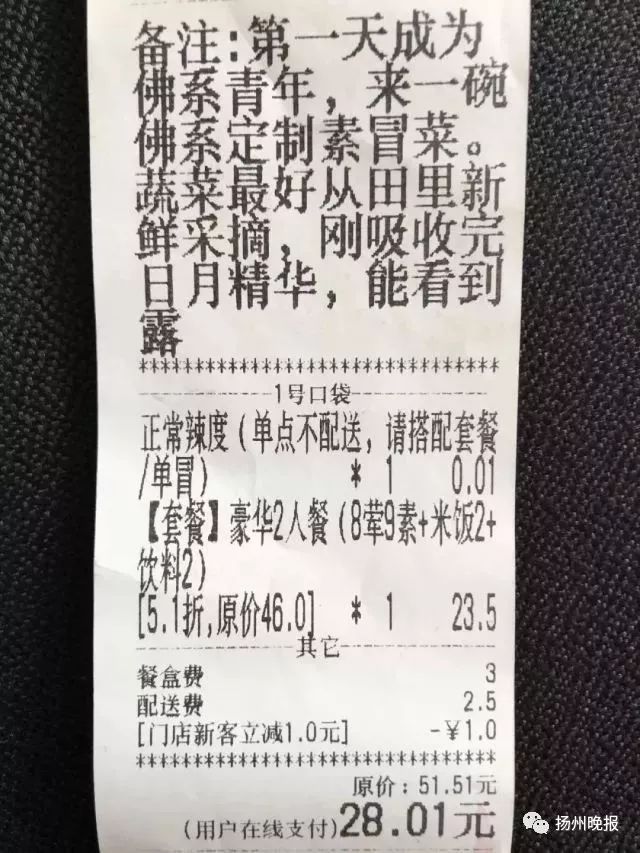 备注:第一天成为
佛系青年，来一碗
佛系定制素冒菜。
蔬菜最好从田里新
鲜采摘，刚吸收完
日月精华，能看到
露
*********************************
1号口袋
正常辣度(单点不配送，请搭配套餐
/单冒) * 1 0.01
【套餐】豪华2人餐(8荤9素+米饭2+
饮料2)
[5.1折,原价46.0] * 1 23.5
其它
餐盒费 3
配送费 2.5
[门店新客立减1.0元] -￥1.0
*********************************
原价:51.51元
(用户在线支付)28.01元
扬州晚报